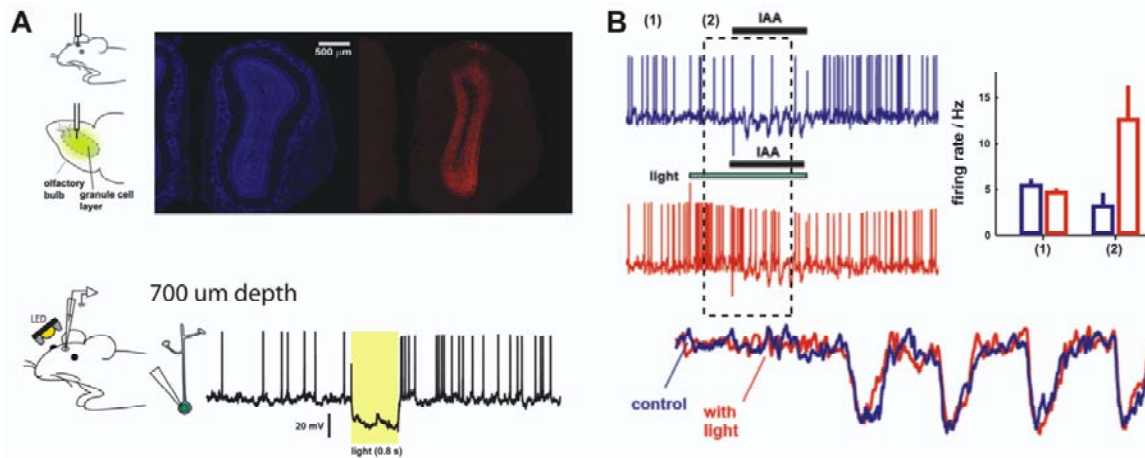 A
500 µm
olfactory
bulb
granule cell
layer
LED
700 um depth
20 mV
light (0.8 s)
B
(1)
(2)
IAA
IAA
light
firing rate / Hz
15
10
5
0
(1)
(2)
control
with
light